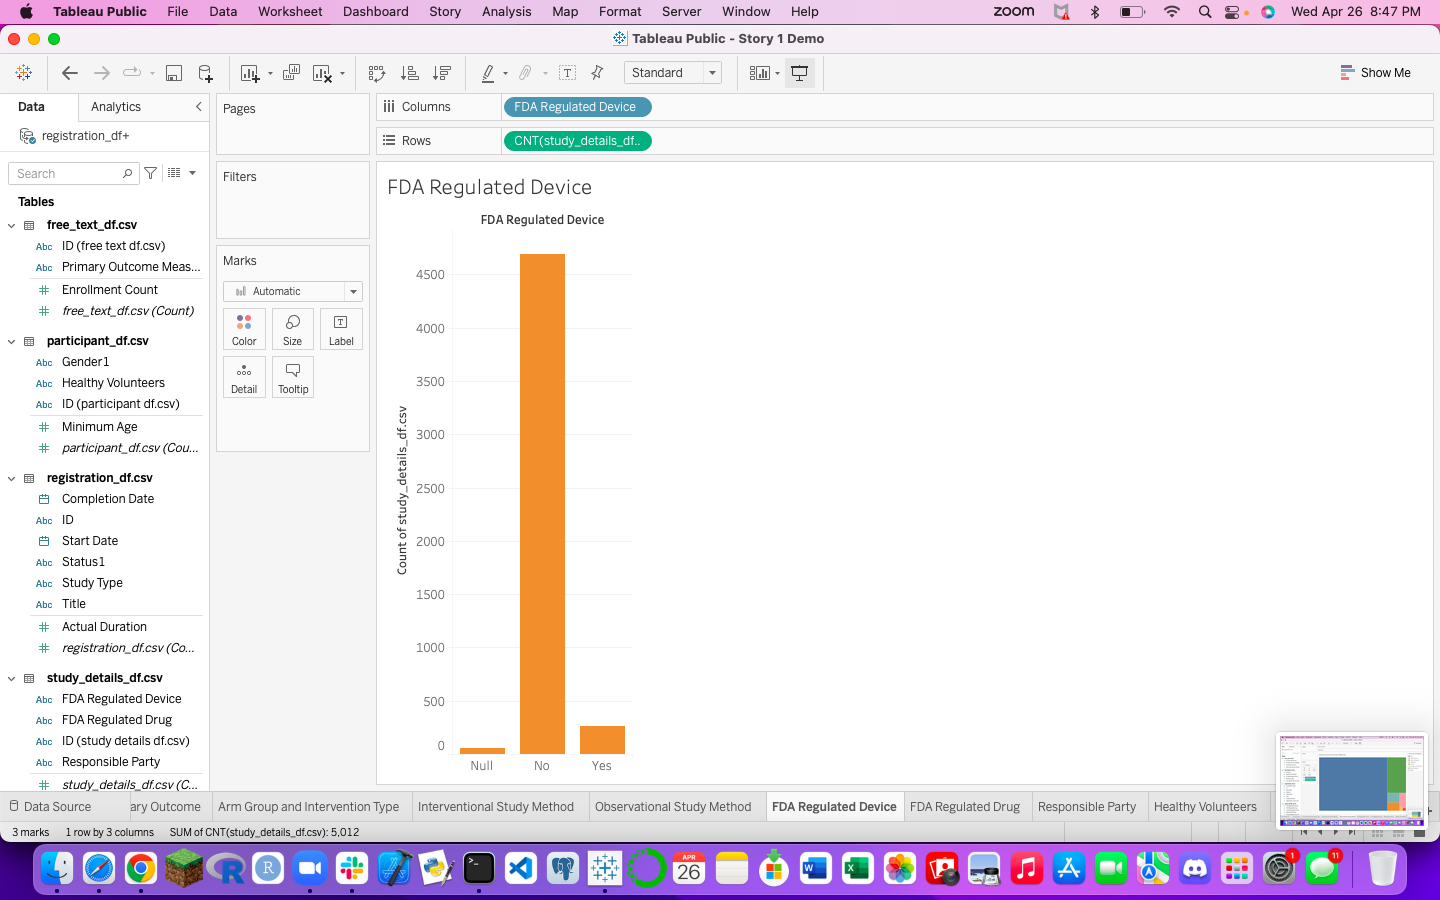 Tableau Public File Data Worksheet Dashboard Story Analysis Map Format Server Window Help zoom Wed Apr 26 8:47 PM
Tableau Public - Story 1 Demo
Standard Show Me
Data Analytics
registration_df+
Search
Tables
free_text_df.csv
Abc ID (free text df.csv)
Abc Primary Outcome Meas...
Enrollment Count
free_text_df.csv (Count)
participant_df.csv
Abc Gender1
Abc Healthy Volunteers
Abc ID (participant df.csv)
Minimum Age
participant_df.csv (Cou...
registration_df.csv
Completion Date
Abc ID
Start Date
Abc Status1
Abc Study Type
Abc Title
Actual Duration
registration_df.csv (Co...
study_details_df.csv
Abc FDA Regulated Device
Abc FDA Regulated Drug
Abc ID (study details df.csv)
Abc Responsible Party
study_details_df.csv (C...
Pages
Filters
Marks
Automatic
Color Size Label
Detail Tooltip
Columns FDA Regulated Device
Rows CNT(study_details_df..
FDA Regulated Device
FDA Regulated Device
Count of study_details_df.csv
4500
4000
3500
3000
2500
2000
1500
1000
500
0
Null No Yes
Data Source ary Outcome Arm Group and Intervention Type Interventional Study Method Observational Study Method FDA Regulated Device FDA Regulated Drug Responsible Party Healthy Volunteers
3 marks 1 row by 3 columns SUM of CNT(study_details_df.csv): 5,012
APR
26
1
11